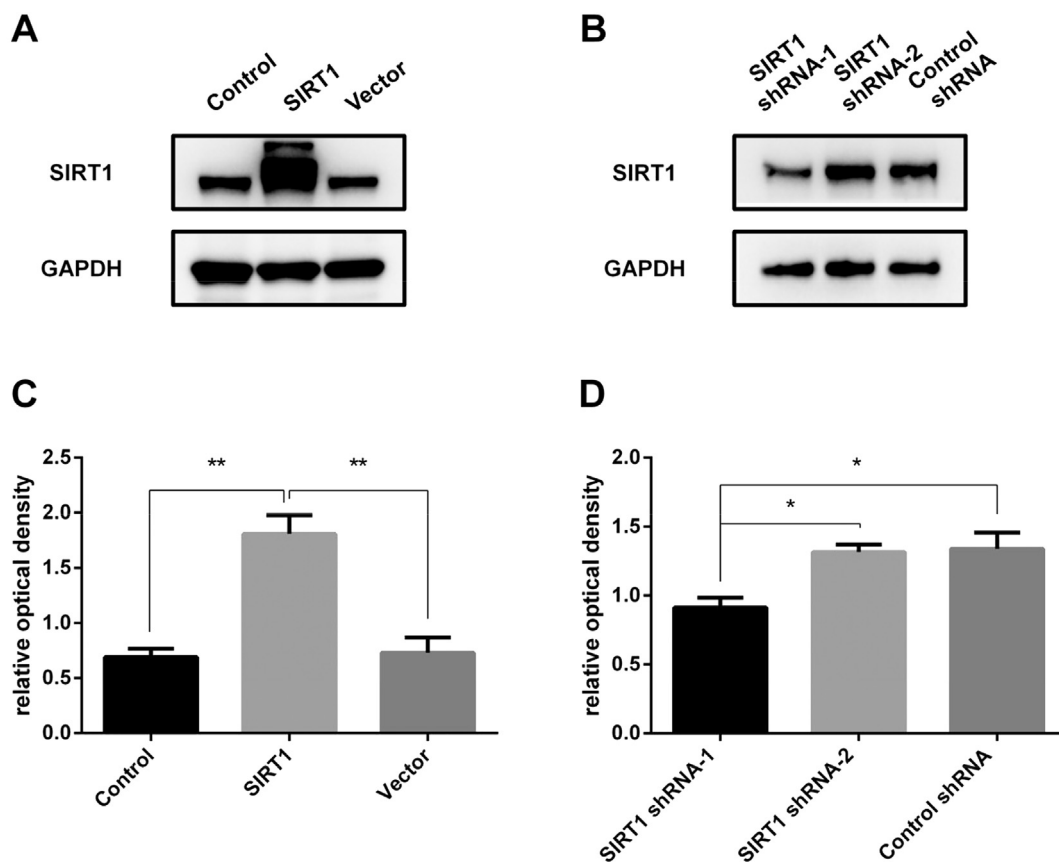 A
Control
SIRT1
Vector
SIRT1
GAPDH
B
SIRT1
shRNA-1
SIRT1
shRNA-2
Control
shRNA
SIRT1
GAPDH
C
relative optical density
2.5
2.0
1.5
1.0
0.5
0.0
**
**
Control
SIRT1
Vector
D
relative optical density
2.0
1.5
1.0
0.5
0.0
*
*
SIRT1 shRNA-1
SIRT1 shRNA-2
Control shRNA